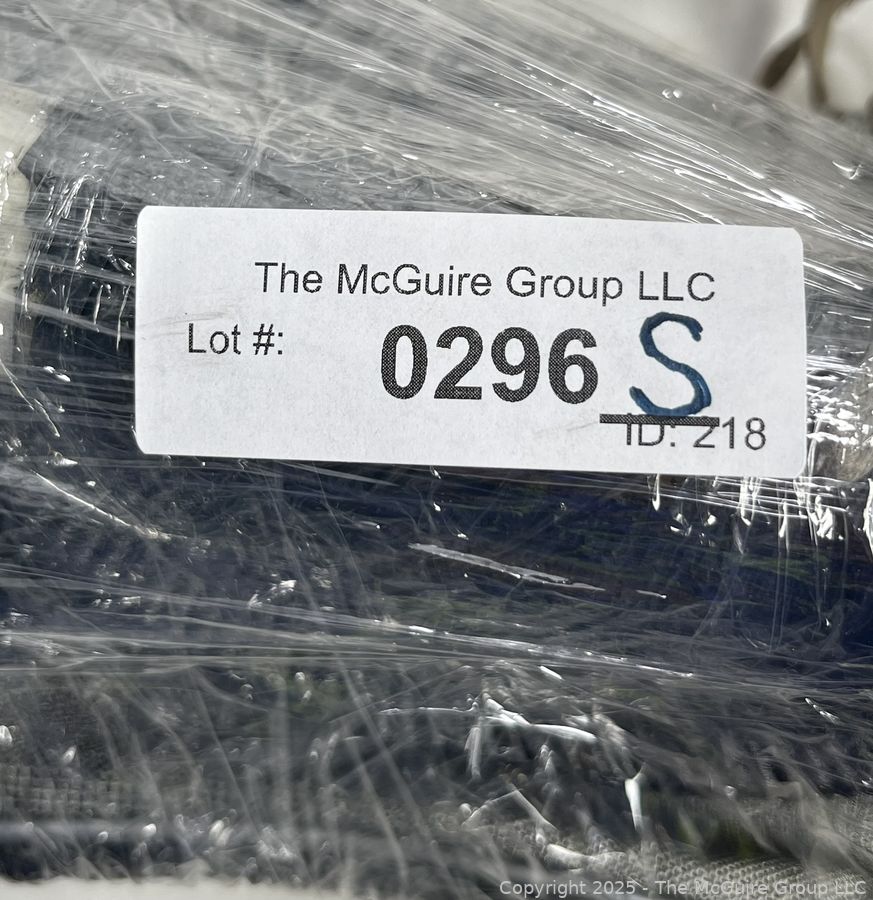 The McGuire Group LLC
Lot #: 0296 S
ID: 218
Copyright 2025 - The McGuire Group LLC